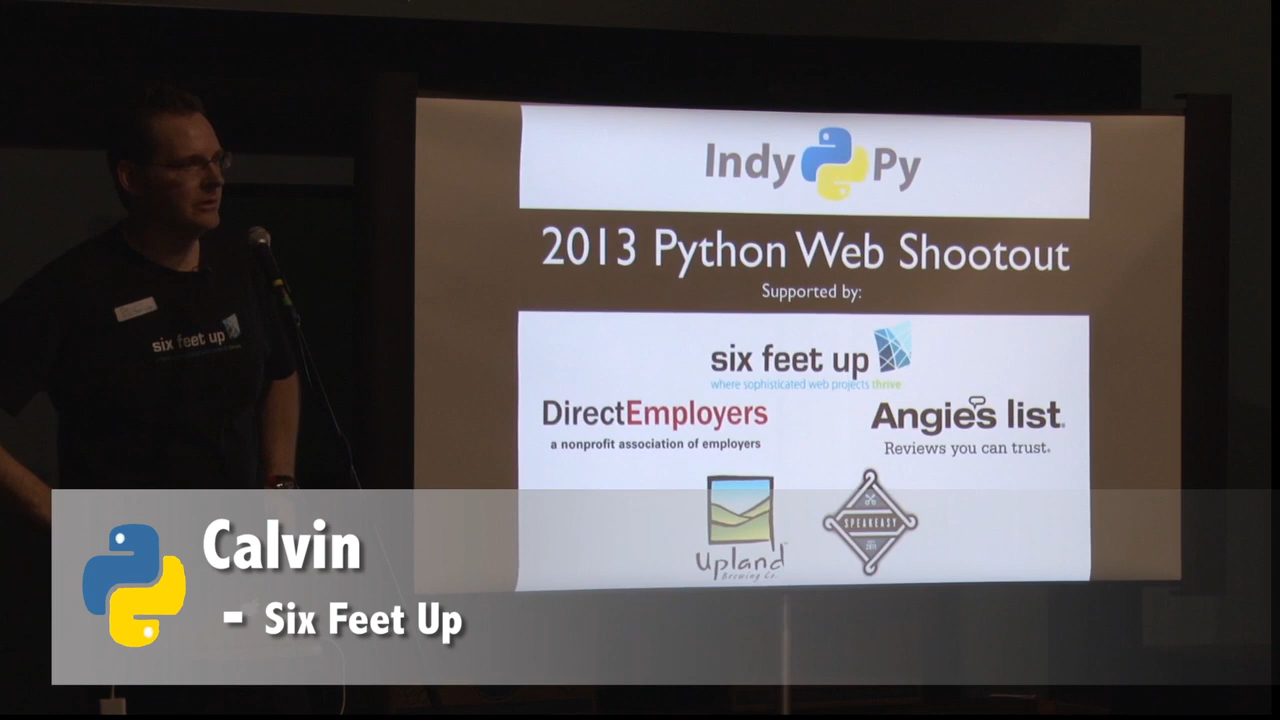 Indy Py
2013 Python Web Shootout
Supported by:
six feet up
where sophisticated web projects thrive
DirectEmployers
a nonprofit association of employers
Angie's list.
Reviews you can trust.
Upland
Brewing Co.
SPEAKEASY
six feet up
Calvin
- Six Feet Up